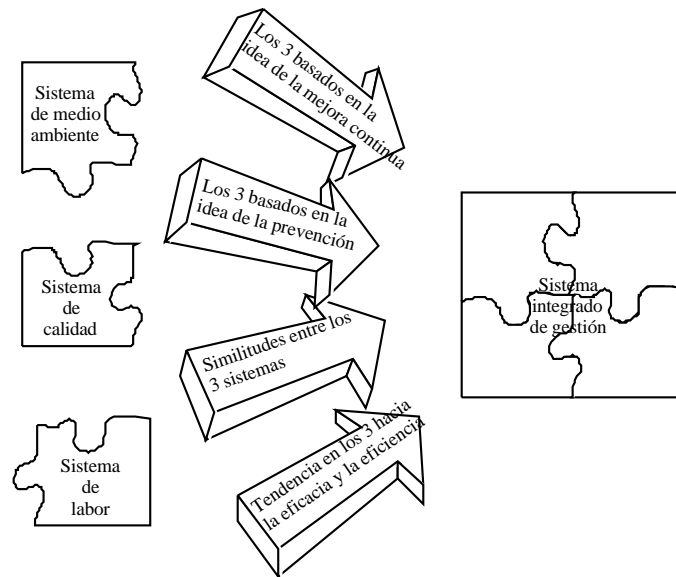 Sistema
de medio
ambiente
Sistema
de
calidad
Sistema
de
labor
Los 3 basados en la
idea de la mejora continua
Los 3 basados en la
idea de la prevención
Similitudes entre los
3 sistemas
Tendencia en los 3 hacia
la eficacia y la eficiencia
Sistema
integrado
de gestión